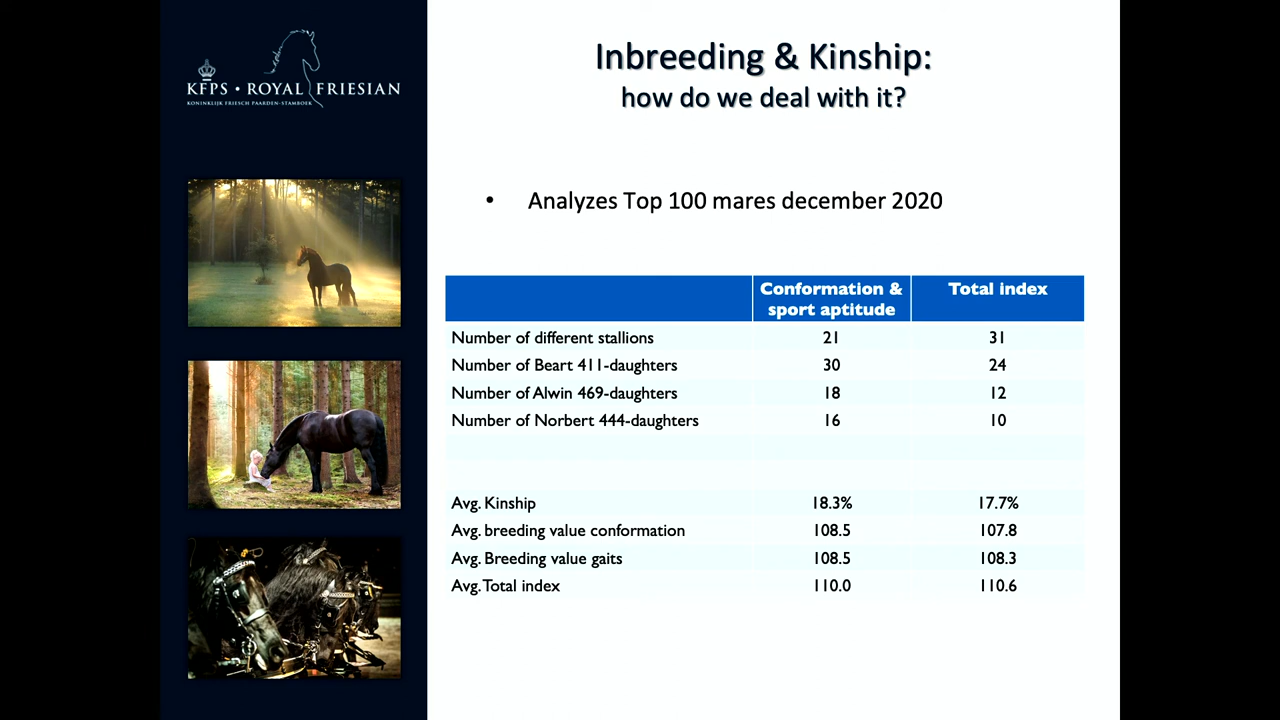 KFPS • ROYAL FRIESIAN
KONINKLIJK FRIESCH PAARDEN-STAMBOEK
Inbreeding & Kinship:
how do we deal with it?
• Analyzes Top 100 mares december 2020
Conformation & sport aptitude Total index
Number of different stallions 21 31
Number of Beart 411-daughters 30 24
Number of Alwin 469-daughters 18 12
Number of Norbert 444-daughters 16 10
Avg. Kinship 18.3% 17.7%
Avg. breeding value conformation 108.5 107.8
Avg. Breeding value gaits 108.5 108.3
Avg. Total index 110.0 110.6